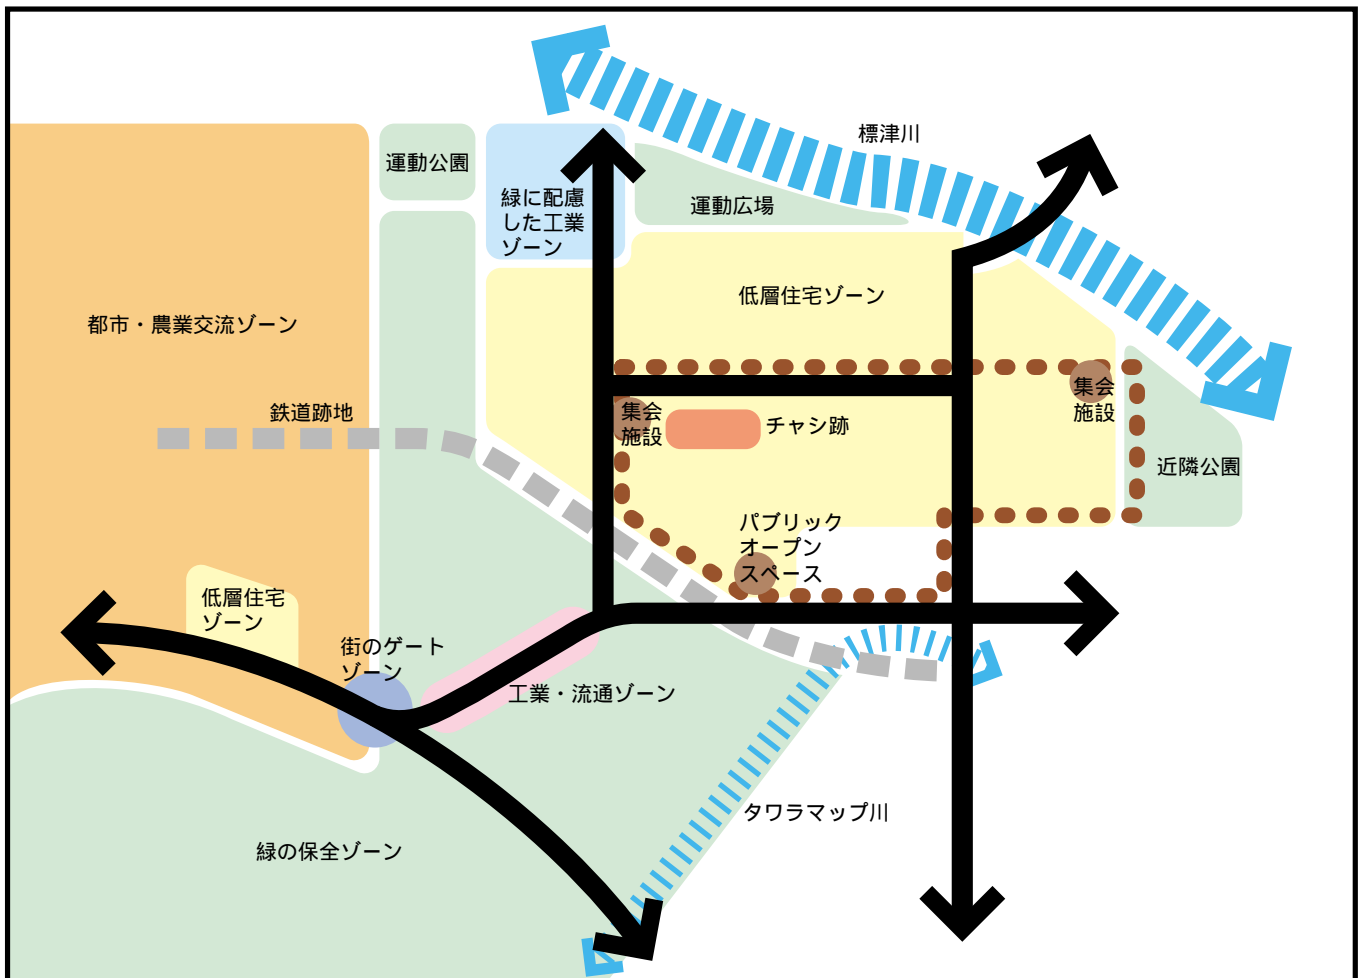 標津川
運動公園
緑に配慮
した工業
ゾーン
運動広場
低層住宅ゾーン
都市・農業交流ゾーン
鉄道跡地
集会
施設
チャシ跡
集会
施設
近隣公園
パブリック
オープン
スペース
低層住宅
ゾーン
街のゲート
ゾーン
工業・流通ゾーン
タワラマップ川
緑の保全ゾーン